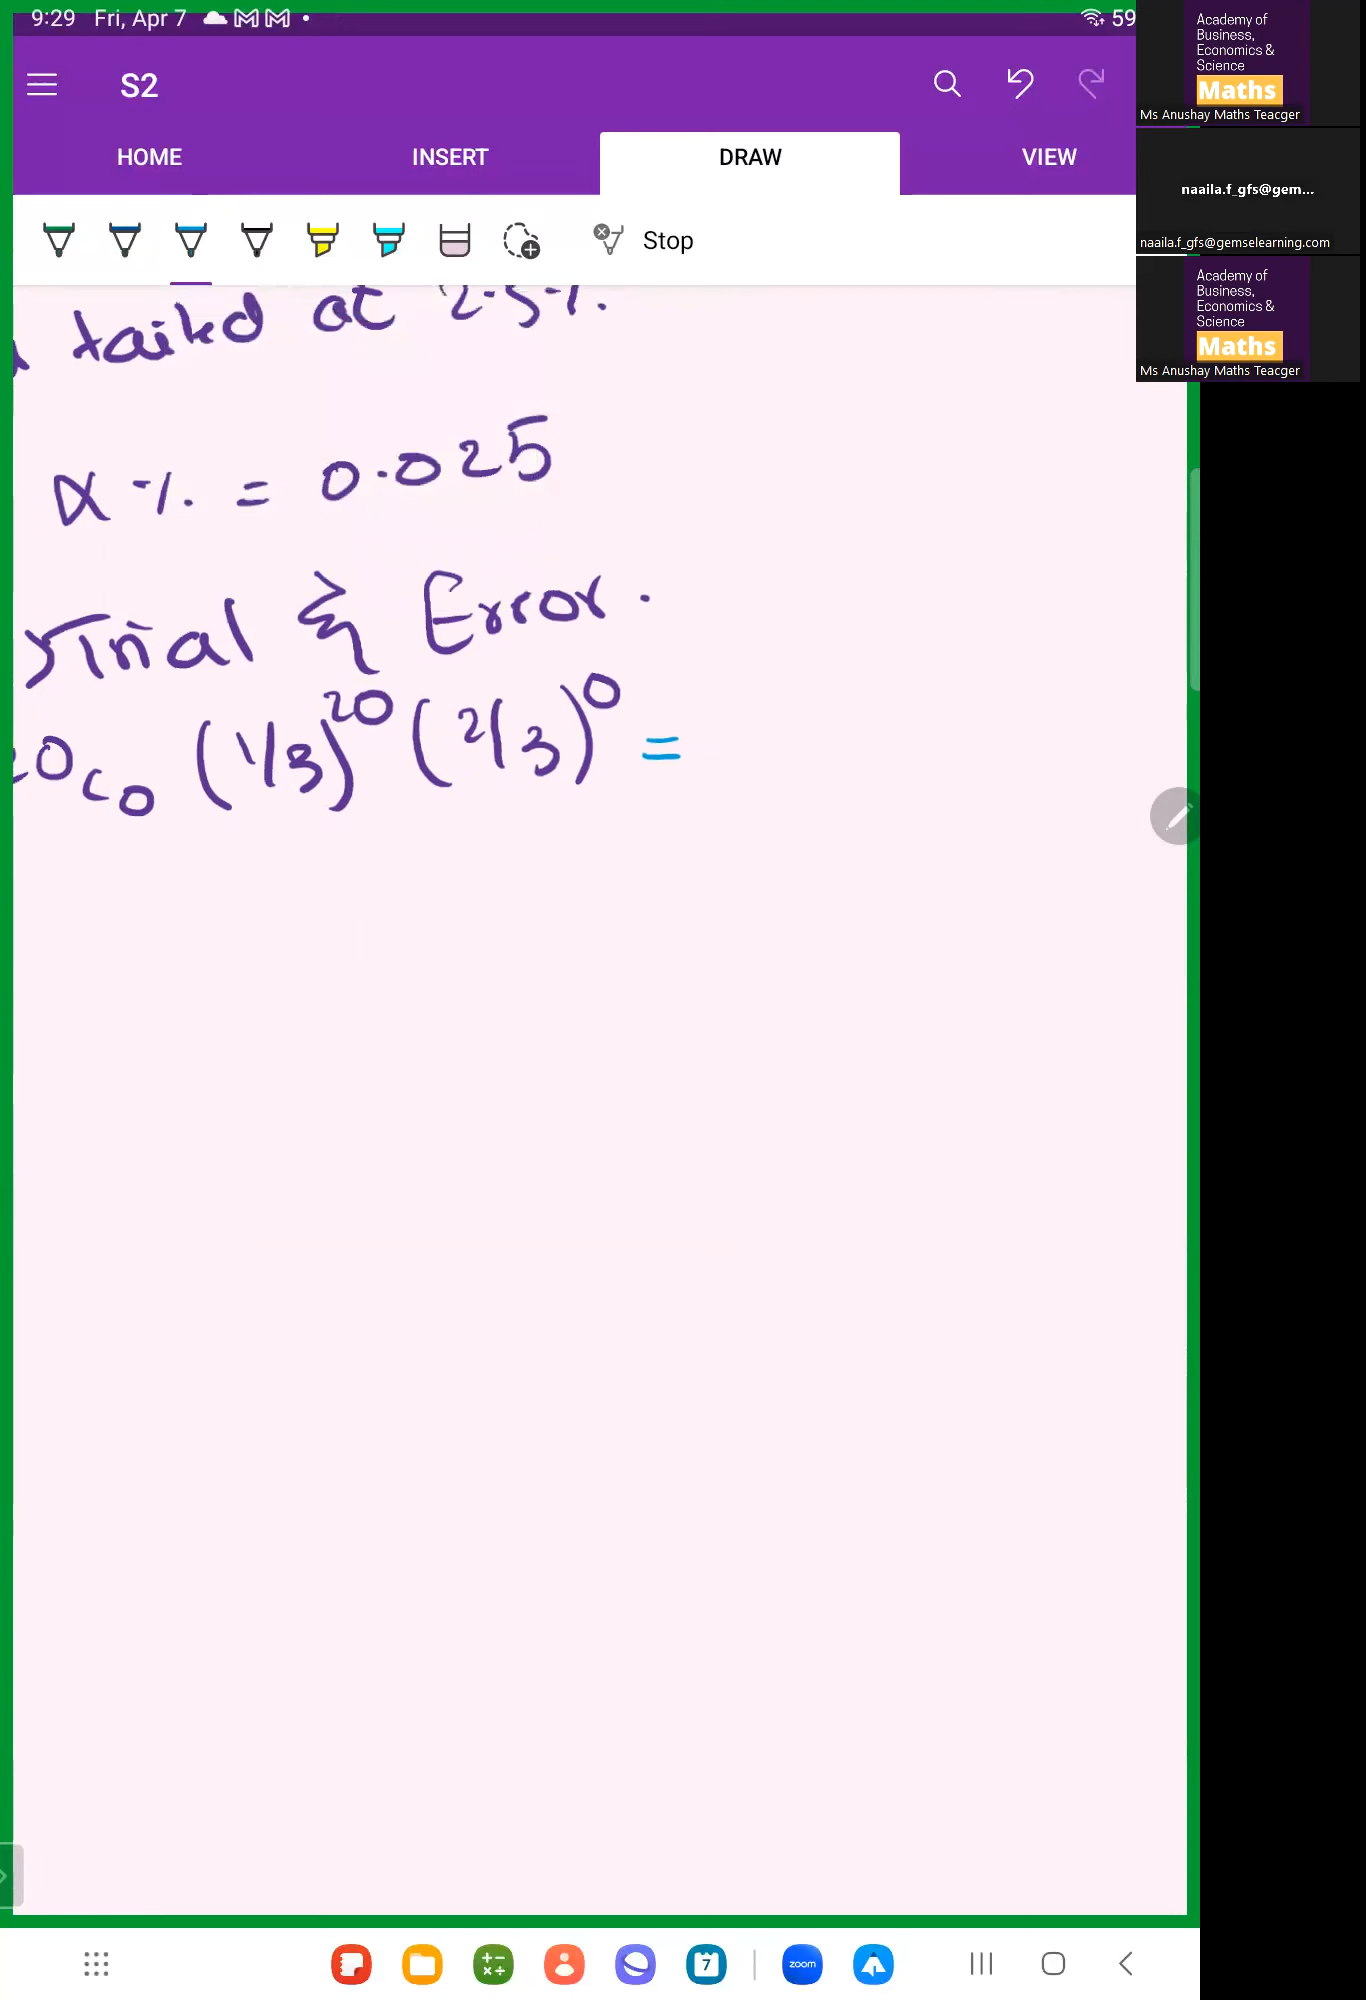 9:29 Fri, Apr 7
59
S2
HOME INSERT DRAW VIEW
Stop
tailed at 2.5%.
α % = 0.025
Trial & Error.
20C0 (1/3)^20 (2/3)^0 =
Academy of
Business,
Economics &
Science
Maths
Ms Anushay Maths Teacger
naaila.f_gfs@gem...
naaila.f_gfs@gemselearning.com
Academy of
Business,
Economics &
Science
Maths
Ms Anushay Maths Teacger
7
zoom